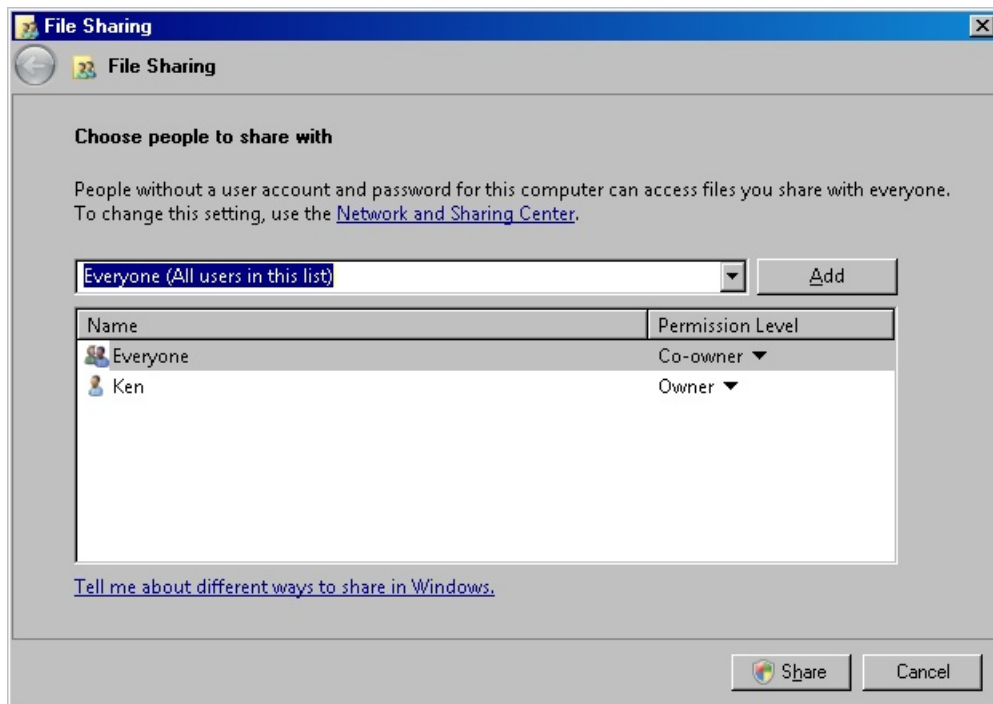 File Sharing
File Sharing
Choose people to share with
People without a user account and password for this computer can access files you share with everyone.
To change this setting, use the Network and Sharing Center.
Everyone (All users in this list)
Add
Name Permission Level
Everyone Co-owner
Ken Owner
Tell me about different ways to share in Windows.
Share Cancel